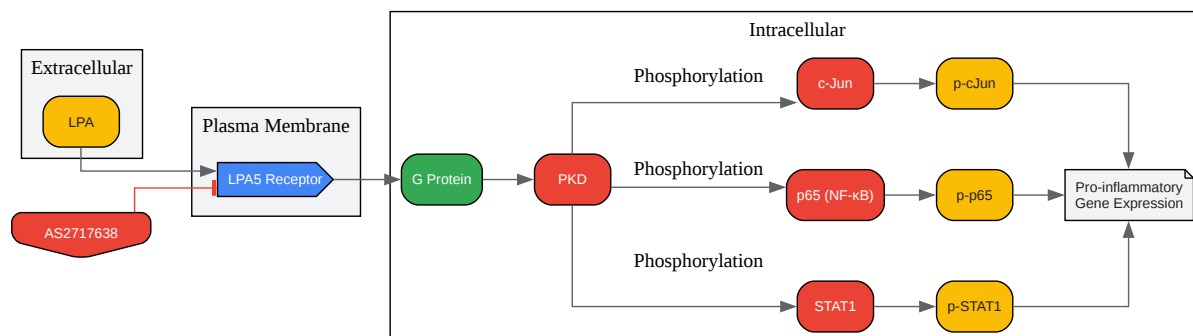 Intracellular
Extracellular
LPA
Plasma Membrane
LPA5 Receptor
AS2717638
G Protein
PKD
Phosphorylation
c-Jun
p-cJun
Phosphorylation
p65 (NF-κB)
p-p65
Phosphorylation
STAT1
p-STAT1
Pro-inflammatory
Gene Expression